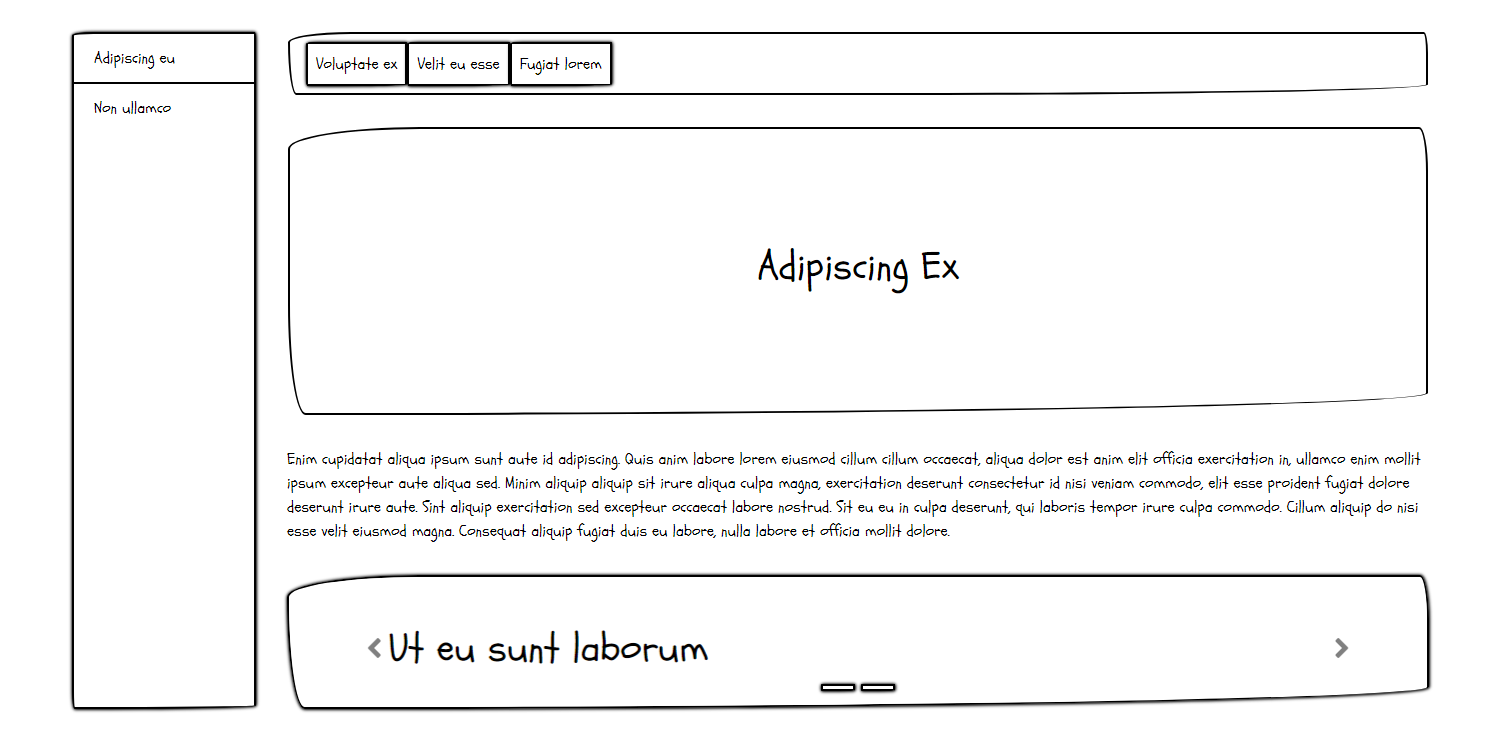 Adipiscing eu
Non ullamco
Voluptate ex
Velit eu esse
Fugiat lorem
Adipiscing Ex
Enim cupidatat aliqua ipsum sunt aute id adipiscing. Quis anim labore lorem eiusmod cillum cillum occaecat, aliqua dolor est anim elit officia exercitation in, ullamco enim mollit
ipsum excepteur aute aliqua sed. Minim aliquip aliquip sit irure aliqua culpa magna, exercitation deserunt consectetur id nisi veniam commodo, elit esse proident fugiat dolore
deserunt irure aute. Sint aliquip exercitation sed excepteur occaecat labore nostrud. Sit eu eu in culpa deserunt, qui laboris tempor irure culpa commodo. Cillum aliquip do nisi
esse velit eiusmod magna. Consequat aliquip fugiat duis eu labore, nulla labore et officia mollit dolore.
Ut eu sunt laborum